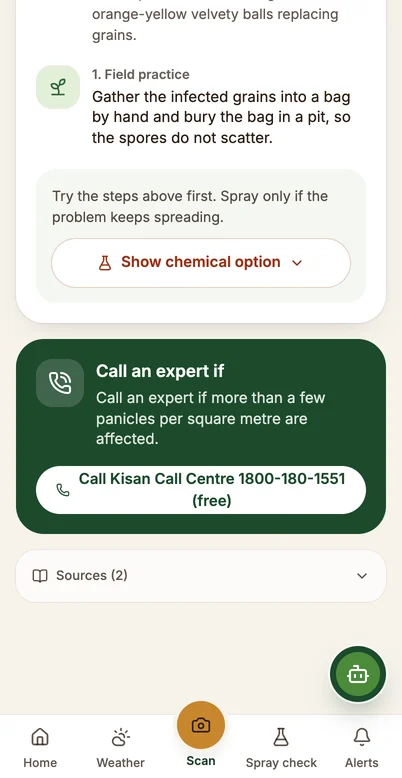 orange-yellow velvety balls replacing
grains.
1. Field practice
Gather the infected grains into a bag
by hand and bury the bag in a pit, so
the spores do not scatter.
Try the steps above first. Spray only if the
problem keeps spreading.
Show chemical option
Call an expert if
Call an expert if more than a few
panicles per square metre are
affected.
Call Kisan Call Centre 1800-180-1551
(free)
Sources (2)
Home
Weather
Scan
Spray check
Alerts